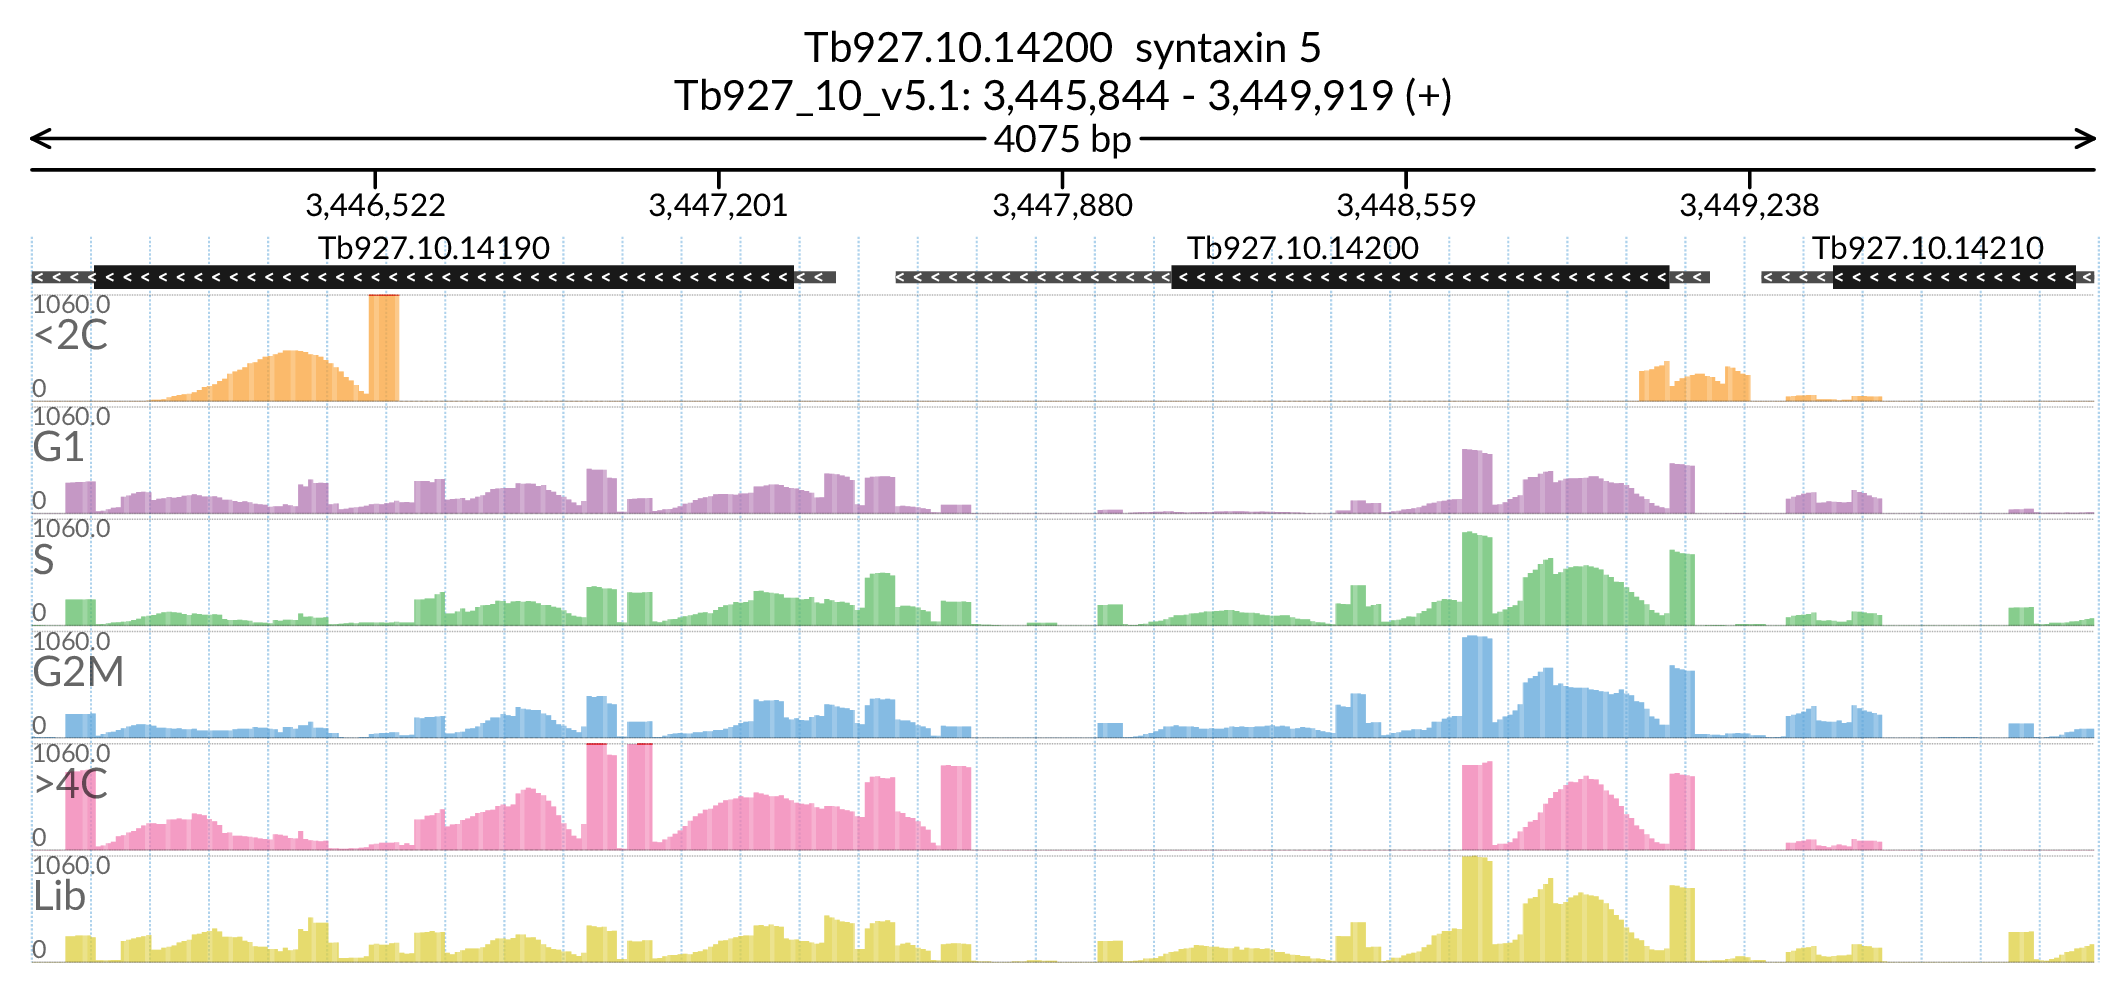 Tb927.10.14200  syntaxin 5
Tb927_10_v5.1: 3,445,844 - 3,449,919 (+)
4075 bp
3,446,522 3,447,201 3,447,880 3,448,559 3,449,238
Tb927.10.14190 Tb927.10.14200 Tb927.10.14210
1060.0
<2C
0
1060.0
G1
0
1060.0
S
0
1060.0
G2M
0
1060.0
>4C
0
1060.0
Lib
0